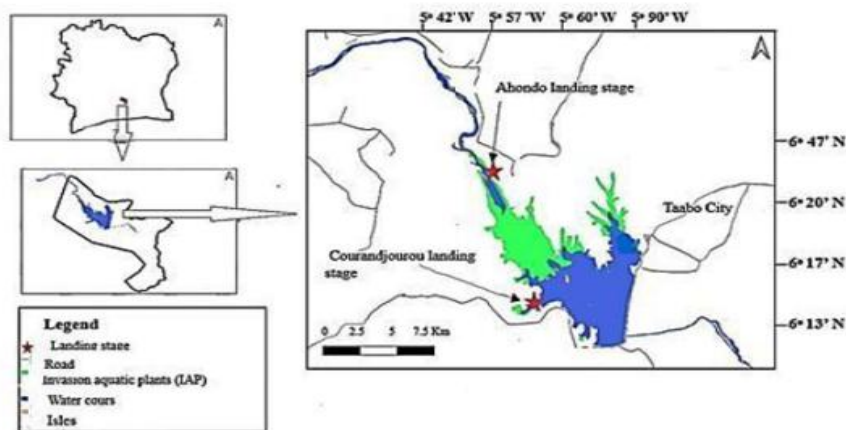 A
A
Legend
Landing stage
Road
Invasion aquatic plants (IAP)
Water cours
Isles
5° 42' W 5° 57' W 5° 60' W 5° 90' W
A
Ahondo landing stage
6° 47' N
6° 20' N
Taabo City
6° 17' N
Courandjourou landing
stage
6° 13' N
0 2.5 5 7.5 Km